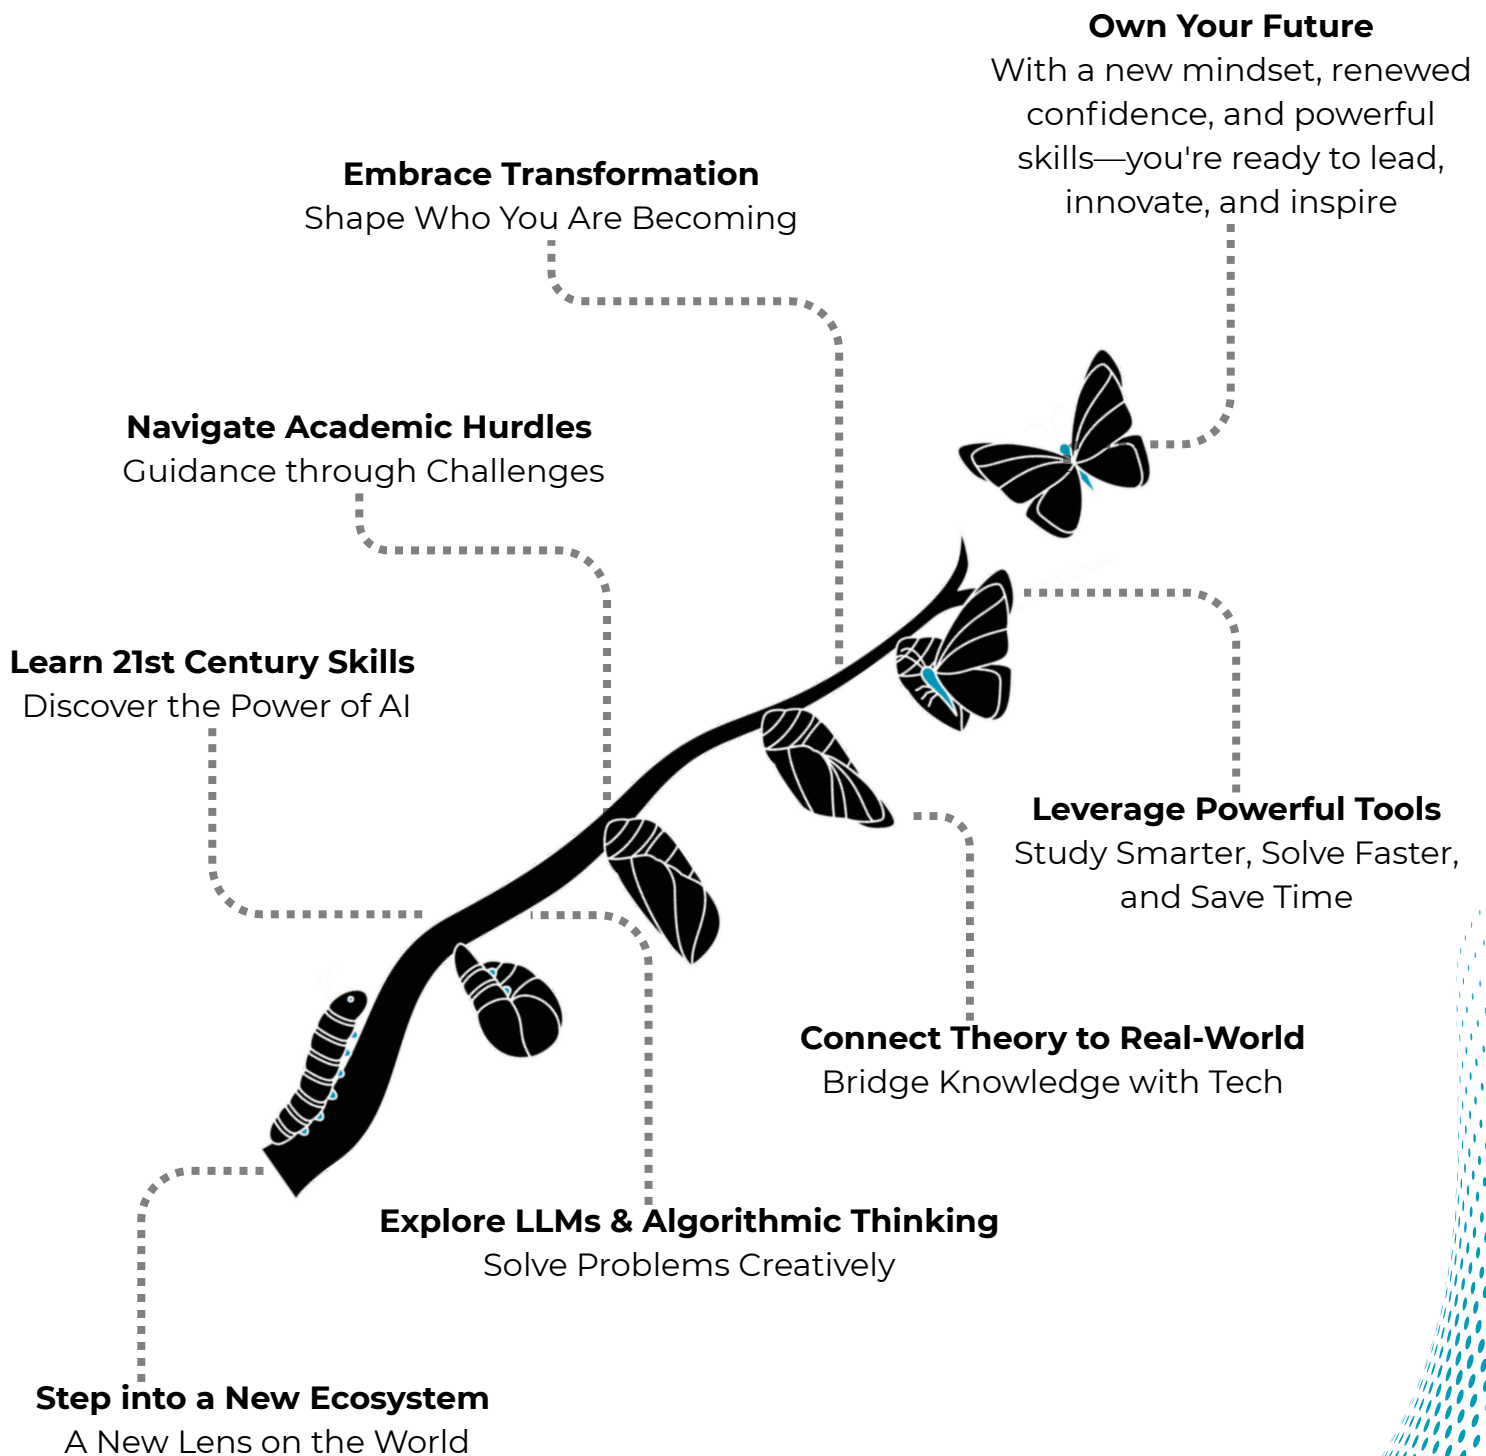 Own Your Future
With a new mindset, renewed
confidence, and powerful
skills—you're ready to lead,
innovate, and inspire
Embrace Transformation
Shape Who You Are Becoming
Navigate Academic Hurdles
Guidance through Challenges
Learn 21st Century Skills
Discover the Power of AI
Leverage Powerful Tools
Study Smarter, Solve Faster,
and Save Time
Connect Theory to Real-World
Bridge Knowledge with Tech
Explore LLMs & Algorithmic Thinking
Solve Problems Creatively
Step into a New Ecosystem
A New Lens on the World